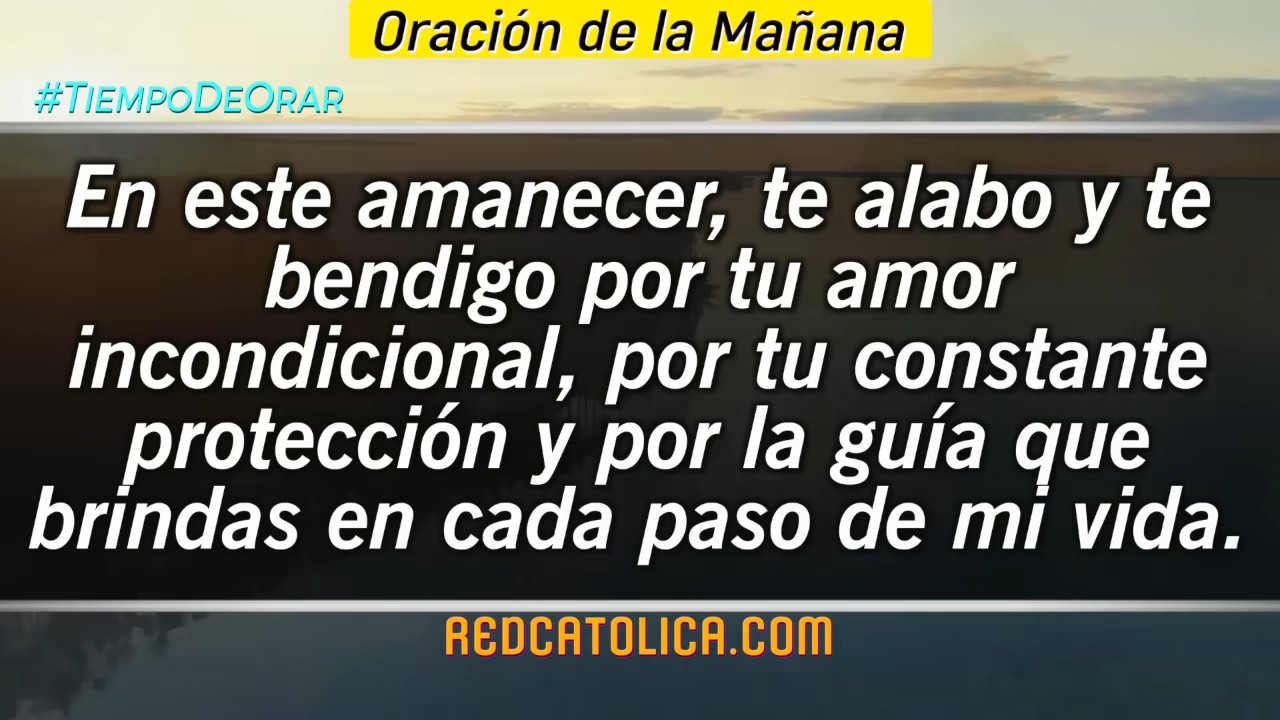 Oración de la Mañana
#TiempoDeOrar
En este amanecer, te alabo y te
bendigo por tu amor
incondicional, por tu constante
protección y por la guía que
brindas en cada paso de mi vida.
REDCATOLICA.COM